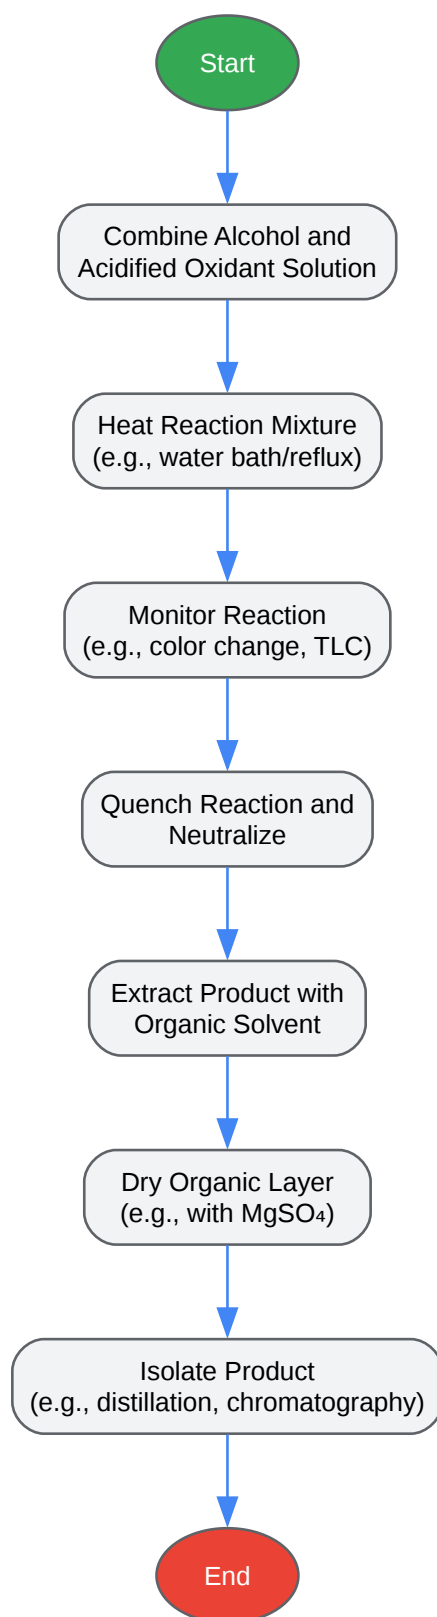 Start
Combine Alcohol and
Acidified Oxidant Solution
Heat Reaction Mixture
(e.g., water bath/reflux)
Monitor Reaction
(e.g., color change, TLC)
Quench Reaction and
Neutralize
Extract Product with
Organic Solvent
Dry Organic Layer
(e.g., with MgSO₄)
Isolate Product
(e.g., distillation, chromatography)
End